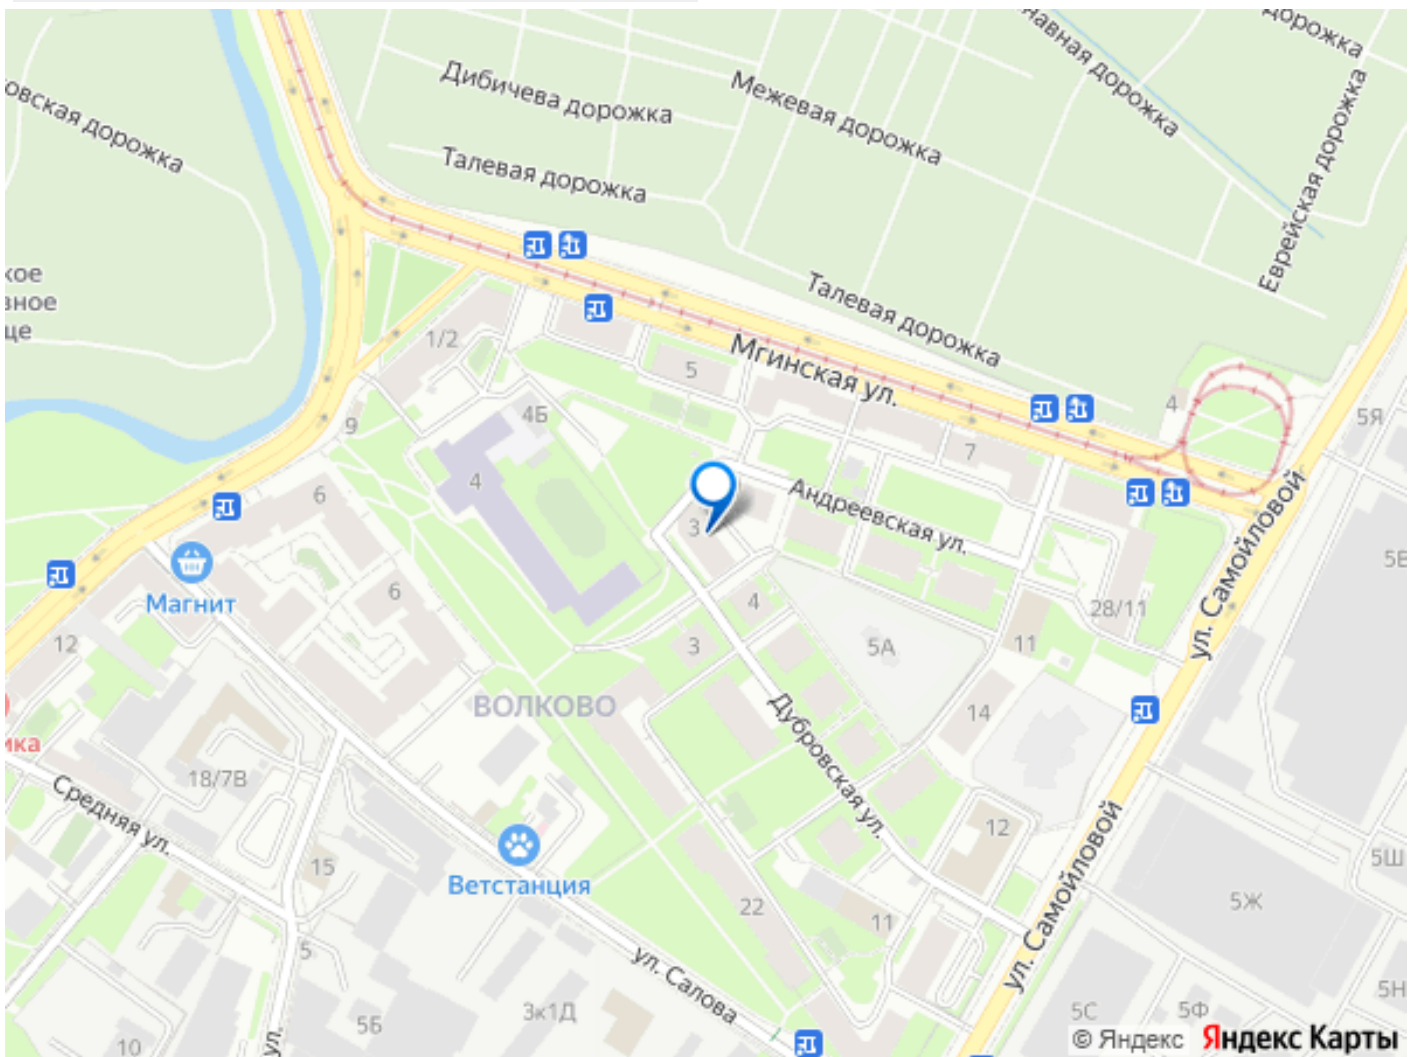 дорожка
Главная дорожка
Дибичева дорожка
Межевая дорожка
Еврейская дорожка
овская дорожка
Талевая дорожка
кое
вное
ще
Талевая дорожка
1/2
Мгинская ул.
5
4
5Я
4Б
9
7
6
4
Андреевская ул.
3
ул. Самойловой
5В
Магнит
6
4
28/11
12
3
5А
11
ВОЛКОВО
14
ика
Дубровская ул.
18/7В
Средняя ул.
12
ул. Самойловой
15
Ветстанция
5Ш
22
11
5Ж
5
ул. Салова
3к1Д
5Б
5С
5Ф
5Н
10
ул.
© Яндекс Яндекс Карты